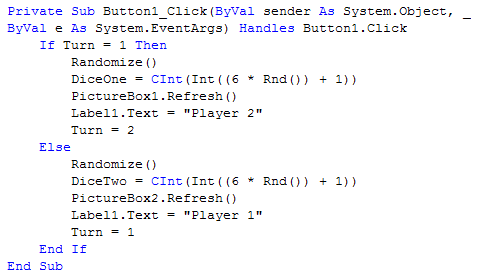 Private Sub Button1_Click(ByVal sender As System.Object, _
ByVal e As System.EventArgs) Handles Button1.Click
    If Turn = 1 Then
        Randomize()
        DiceOne = CInt(Int((6 * Rnd()) + 1))
        PictureBox1.Refresh()
        Label1.Text = "Player 2"
        Turn = 2
    Else
        Randomize()
        DiceTwo = CInt(Int((6 * Rnd()) + 1))
        PictureBox2.Refresh()
        Label1.Text = "Player 1"
        Turn = 1
    End If
End Sub